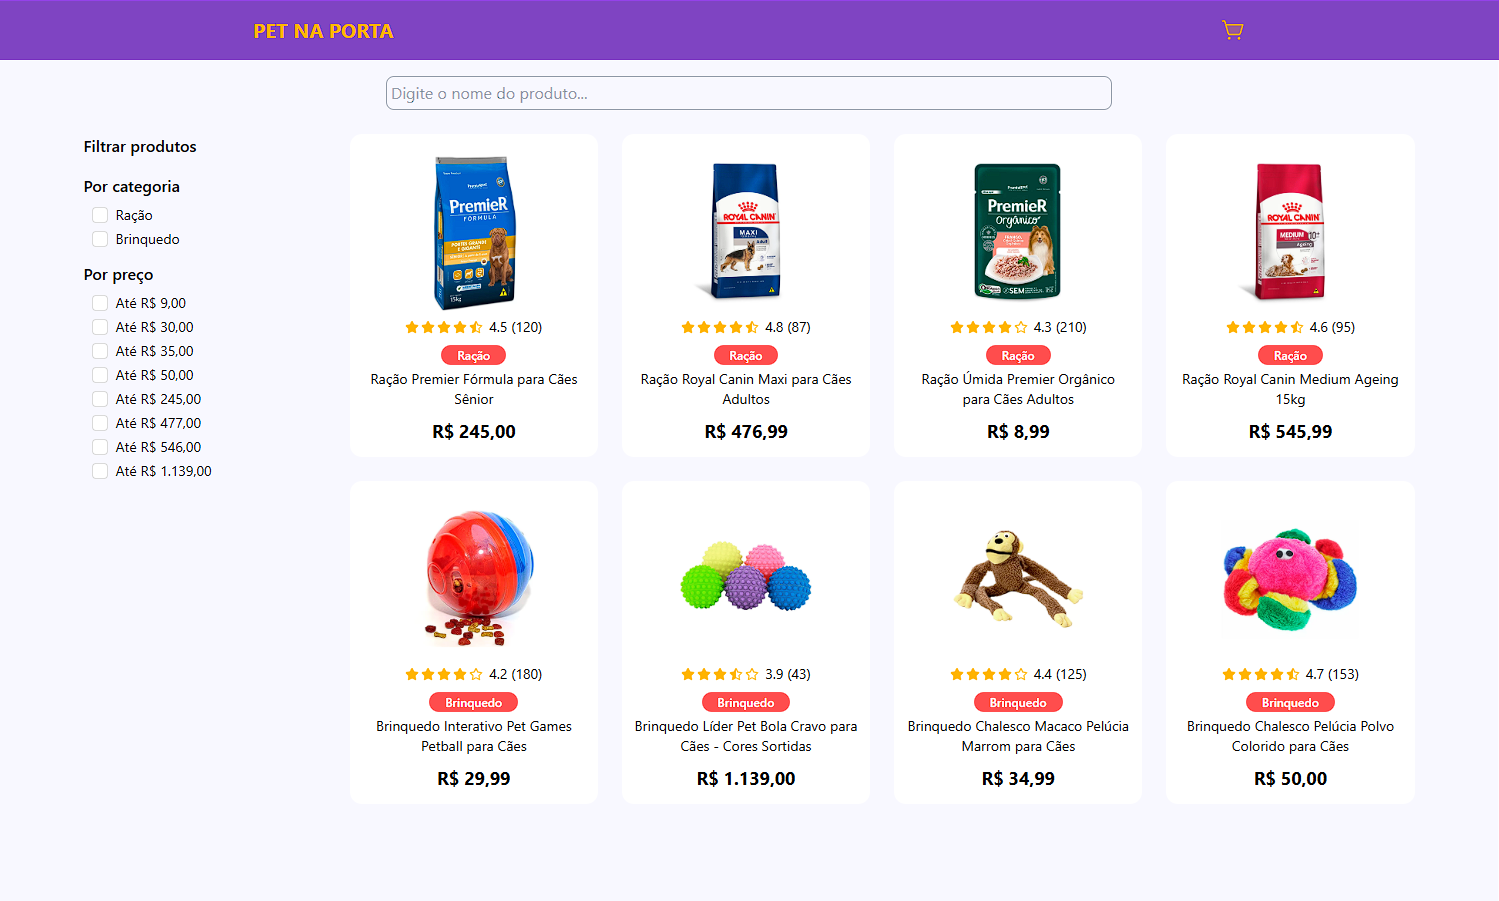 PET NA PORTA
Digite o nome do produto...
Filtrar produtos
Por categoria
Ração
Brinquedo
Por preço
Até R$ 9,00
Até R$ 30,00
Até R$ 35,00
Até R$ 50,00
Até R$ 245,00
Até R$ 477,00
Até R$ 546,00
Até R$ 1.139,00
PremieR
FÓRMULA
PORTES GRANDE
E GIGANTE
15kg
4.5 (120)
Ração
Ração Premier Fórmula para Cães
Sênior
R$ 245,00
ROYAL CANIN
MAXI
Adult
4.8 (87)
Ração
Ração Royal Canin Maxi para Cães
Adultos
R$ 476,99
PremieR
Orgânico
SEM
4.3 (210)
Ração
Ração Úmida Premier Orgânico
para Cães Adultos
R$ 8,99
ROYAL CANIN
MEDIUM 10+
Ageing
4.6 (95)
Ração
Ração Royal Canin Medium Ageing
15kg
R$ 545,99
4.2 (180)
Brinquedo
Brinquedo Interativo Pet Games
Petball para Cães
R$ 29,99
3.9 (43)
Brinquedo
Brinquedo Líder Pet Bola Cravo para
Cães - Cores Sortidas
R$ 1.139,00
4.4 (125)
Brinquedo
Brinquedo Chalesco Macaco Pelúcia
Marrom para Cães
R$ 34,99
4.7 (153)
Brinquedo
Brinquedo Chalesco Pelúcia Polvo
Colorido para Cães
R$ 50,00